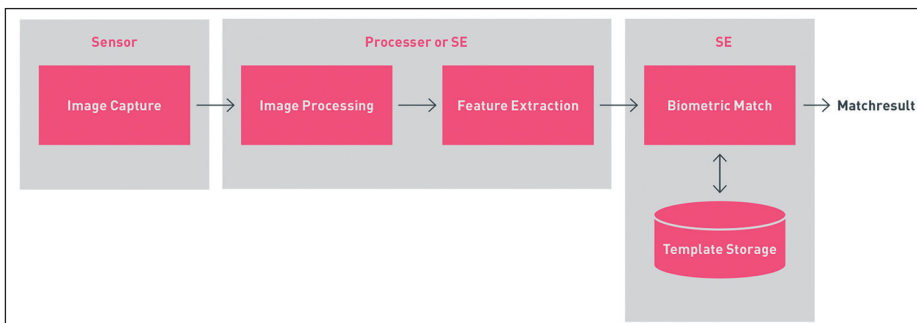 Sensor
Processer or SE
SE
Image Capture
Image Processing
Feature Extraction
Biometric Match
Matchresult
Template Storage